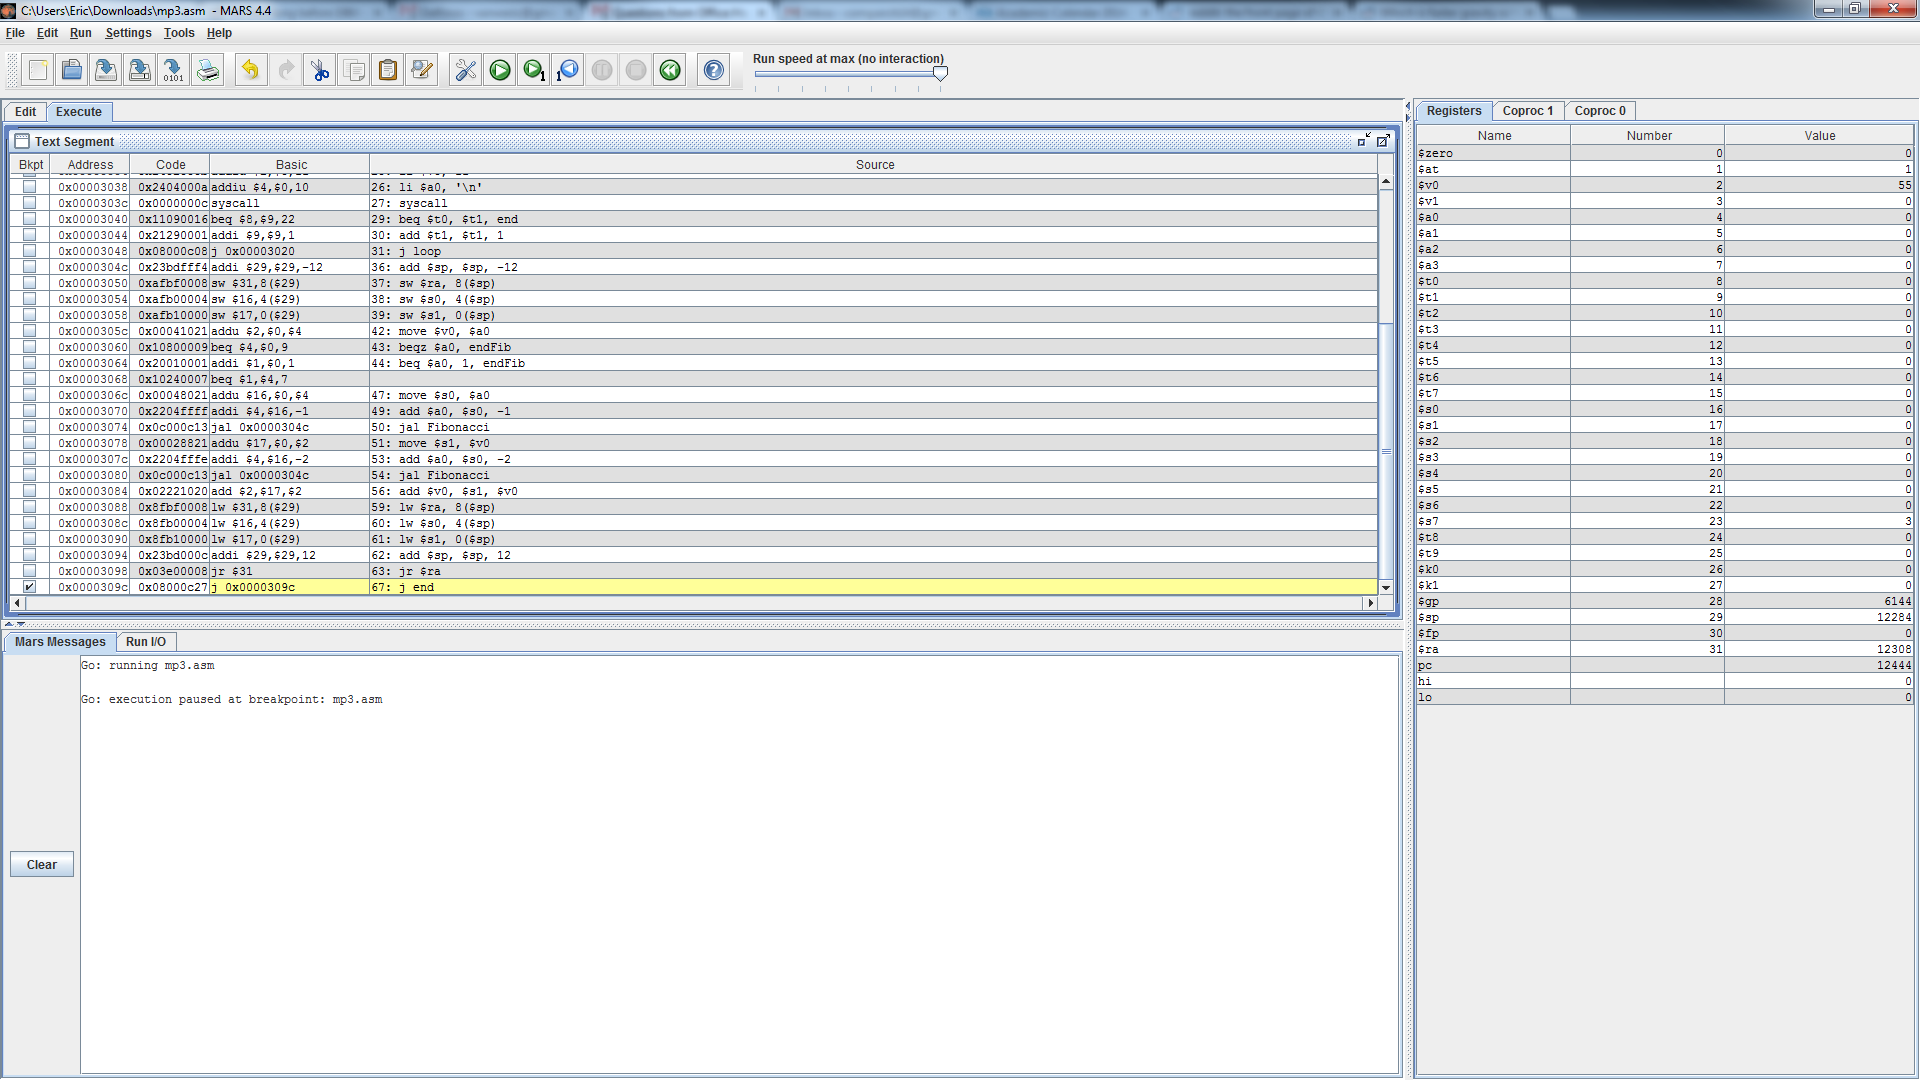 C:\Users\Eric\Downloads\mp3.asm - MARS 4.4
File Edit Run Settings Tools Help
Run speed at max (no interaction)
Edit Execute
Text Segment
Bkpt Address Code Basic Source
0x00003038 0x2404000a addiu $4,$0,10 26: li $a0, '\n'
0x0000303c 0x0000000c syscall 27: syscall
0x00003040 0x11090016 beq $8,$9,22 29: beq $t0, $t1, end
0x00003044 0x21290001 addi $9,$9,1 30: add $t1, $t1, 1
0x00003048 0x08000c08 j 0x00003020 31: j loop
0x0000304c 0x23bdfff4 addi $29,$29,-12 36: add $sp, $sp, -12
0x00003050 0xafbf0008 sw $31,8($29) 37: sw $ra, 8($sp)
0x00003054 0xafb00004 sw $16,4($29) 38: sw $s0, 4($sp)
0x00003058 0xafb10000 sw $17,0($29) 39: sw $s1, 0($sp)
0x0000305c 0x00041021 addu $2,$0,$4 42: move $v0, $a0
0x00003060 0x10800009 beq $4,$0,9 43: beqz $a0, endFib
0x00003064 0x20010001 addi $1,$0,1 44: beq $a0, 1, endFib
0x00003068 0x10240007 beq $1,$4,7
0x0000306c 0x00048021 addu $16,$0,$4 47: move $s0, $a0
0x00003070 0x2204ffff addi $4,$16,-1 49: add $a0, $s0, -1
0x00003074 0x0c000c13 jal 0x0000304c 50: jal Fibonacci
0x00003078 0x00028821 addu $17,$0,$2 51: move $s1, $v0
0x0000307c 0x2204fffe addi $4,$16,-2 53: add $a0, $s0, -2
0x00003080 0x0c000c13 jal 0x0000304c 54: jal Fibonacci
0x00003084 0x02221020 add $2,$17,$2 56: add $v0, $s1, $v0
0x00003088 0x8fbf0008 lw $31,8($29) 59: lw $ra, 8($sp)
0x0000308c 0x8fb00004 lw $16,4($29) 60: lw $s0, 4($sp)
0x00003090 0x8fb10000 lw $17,0($29) 61: lw $s1, 0($sp)
0x00003094 0x23bd000c addi $29,$29,12 62: add $sp, $sp, 12
0x00003098 0x03e00008 jr $31 63: jr $ra
0x0000309c 0x08000c27 j 0x0000309c 67: j end
Mars Messages Run I/O
Go: running mp3.asm
Go: execution paused at breakpoint: mp3.asm
Clear
Registers Coproc 1 Coproc 0
Name Number Value
$zero 0 0
$at 1 1
$v0 2 55
$v1 3 0
$a0 4 0
$a1 5 0
$a2 6 0
$a3 7 0
$t0 8 0
$t1 9 0
$t2 10 0
$t3 11 0
$t4 12 0
$t5 13 0
$t6 14 0
$t7 15 0
$s0 16 0
$s1 17 0
$s2 18 0
$s3 19 0
$s4 20 0
$s5 21 0
$s6 22 0
$s7 23 3
$t8 24 0
$t9 25 0
$k0 26 0
$k1 27 0
$gp 28 6144
$sp 29 12284
$fp 30 0
$ra 31 12308
pc 12444
hi 0
lo 0